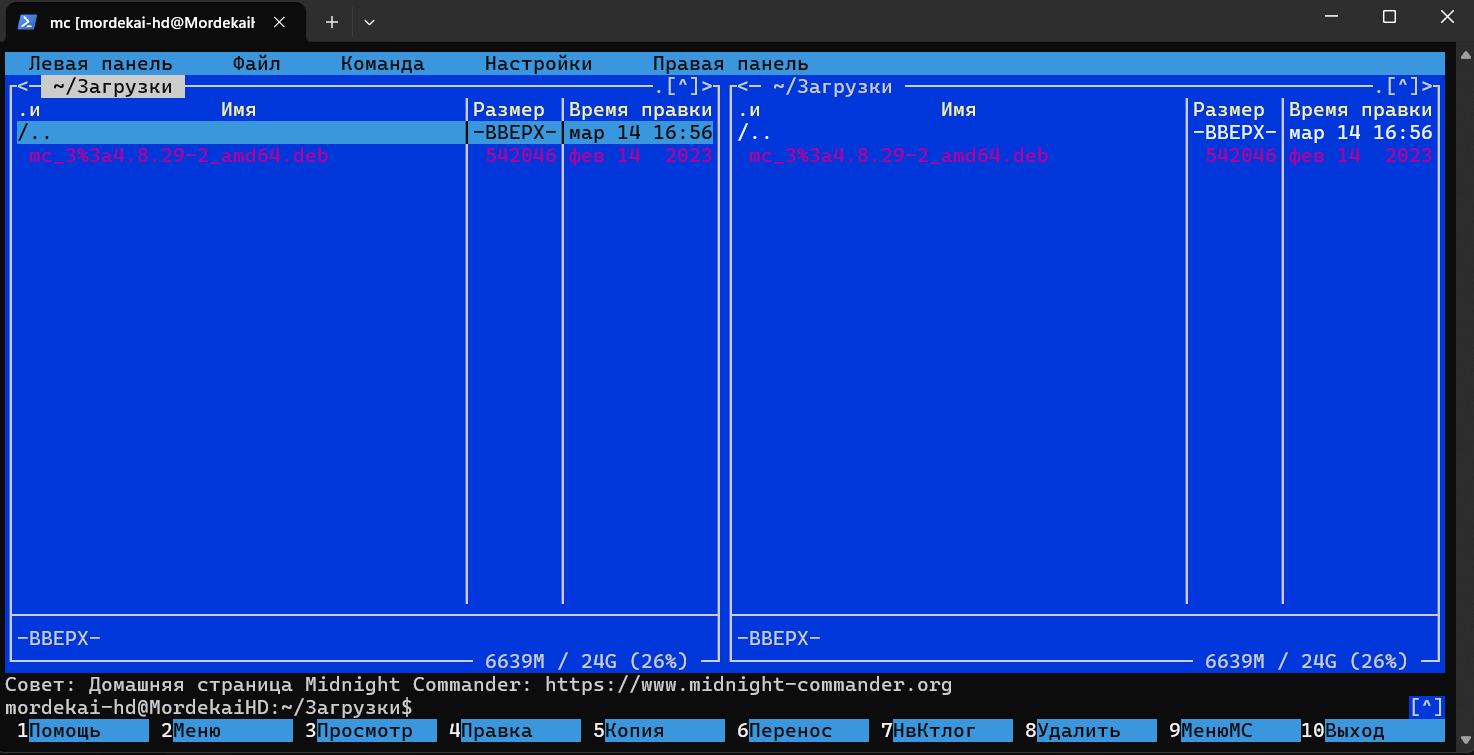 mc [mordekai-hd@Mordekail
Левая панель Файл Команда Настройки Правая панель
<─ ~/Загрузки .[^]> <─ ~/Загрузки .[^]>
.и Имя Размер Время правки .и Имя Размер Время правки
/.. -ВВЕРХ- мар 14 16:56 /.. -ВВЕРХ- мар 14 16:56
mc_3%3a4.8.29-2_amd64.deb 542046 фев 14 2023 mc_3%3a4.8.29-2_amd64.deb 542046 фев 14 2023
-ВВЕРХ- -ВВЕРХ-
6639M / 24G (26%) 6639M / 24G (26%)
Совет: Домашняя страница Midnight Commander: https://www.midnight-commander.org
mordekai-hd@MordekaiHD:~/Загрузки$ [^]
1Помощь 2Меню 3Просмотр 4Правка 5Копия 6Перенос 7НвКтлог 8Удалить 9МенюMC 10Выход